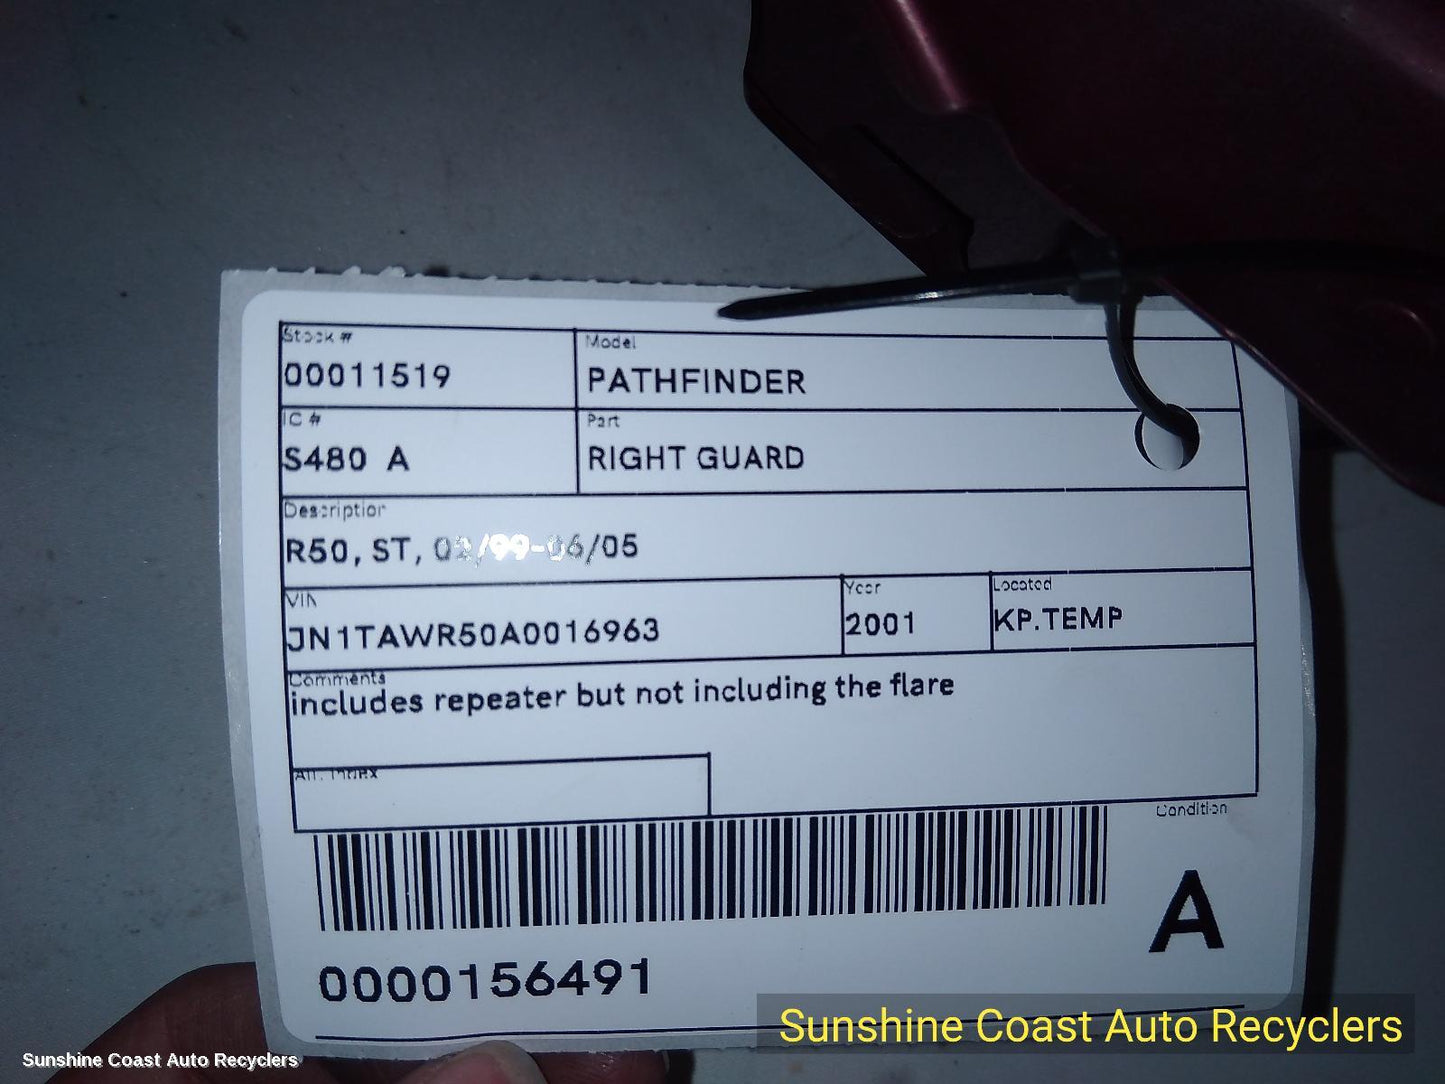 Stock #
00011519
Model
PATHFINDER
IC #
S480 A
Part
RIGHT GUARD
Description
R50, ST, 02/99-06/05
VIN
JN1TAWR50A0016963
Year
2001
Located
KP.TEMP
Comments
includes repeater but not including the flare
Alt. Index
Condition
A
0000156491
Sunshine Coast Auto Recyclers
Sunshine Coast Auto Recyclers